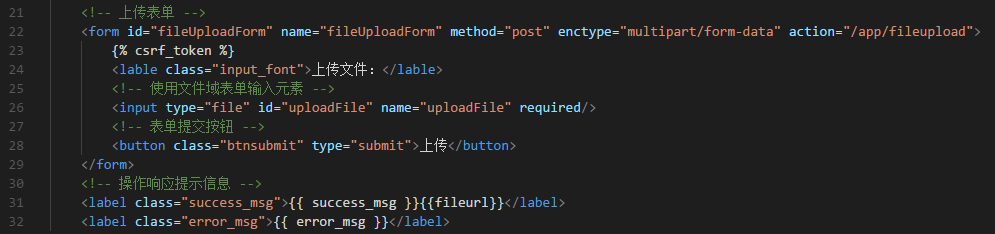 21 <!-- 上传表单 -->
22 <form id="fileUploadForm" name="fileUploadForm" method="post" enctype="multipart/form-data" action="/app/fileupload">
23 {% csrf_token %}
24 <lable class="input_font">上传文件：</lable>
25 <!-- 使用文件域表单输入元素 -->
26 <input type="file" id="uploadFile" name="uploadFile" required/>
27 <!-- 表单提交按钮 -->
28 <button class="btnsubmit" type="submit">上传</button>
29 </form>
30 <!-- 操作响应提示信息 -->
31 <label class="success_msg">{{ success_msg }}{{fileurl}}</label>
32 <label class="error_msg">{{ error_msg }}</label>